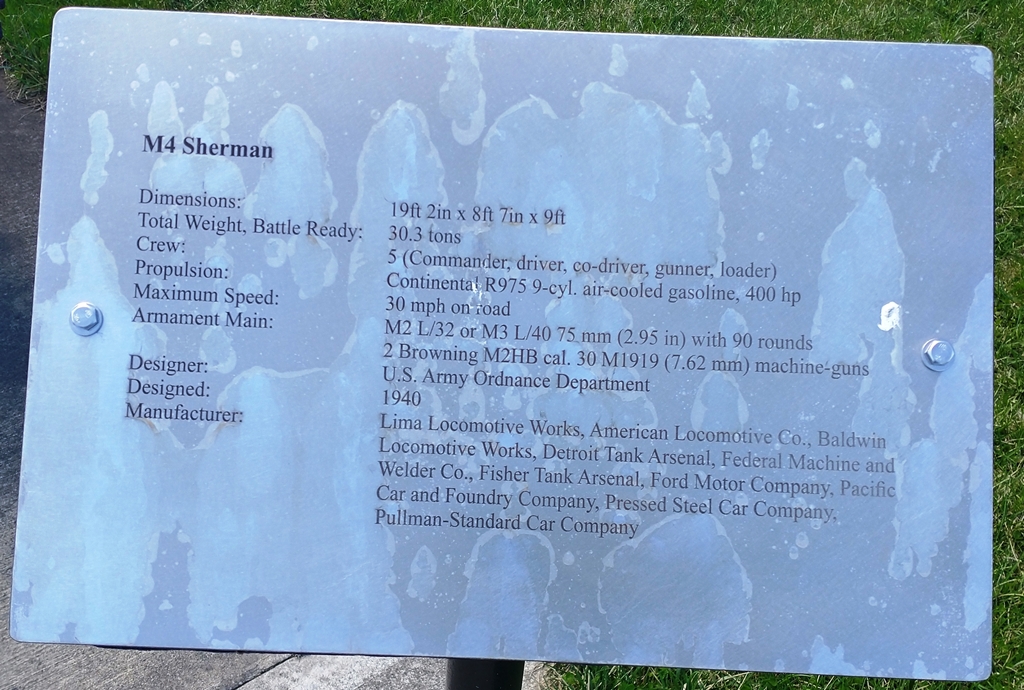 M4 Sherman
Dimensions: 19ft 2in x 8ft 7in x 9ft
Total Weight, Battle Ready: 30.3 tons
Crew: 5 (Commander, driver, co-driver, gunner, loader)
Propulsion: Continental R975 9-cyl. air-cooled gasoline, 400 hp
Maximum Speed: 30 mph on road
Armament Main: M2 L/32 or M3 L/40 75 mm (2.95 in) with 90 rounds
2 Browning M2HB cal. 30 M1919 (7.62 mm) machine-guns
Designer: U.S. Army Ordnance Department
Designed: 1940
Manufacturer: Lima Locomotive Works, American Locomotive Co., Baldwin
Locomotive Works, Detroit Tank Arsenal, Federal Machine and
Welder Co., Fisher Tank Arsenal, Ford Motor Company, Pacific
Car and Foundry Company, Pressed Steel Car Company,
Pullman-Standard Car Company